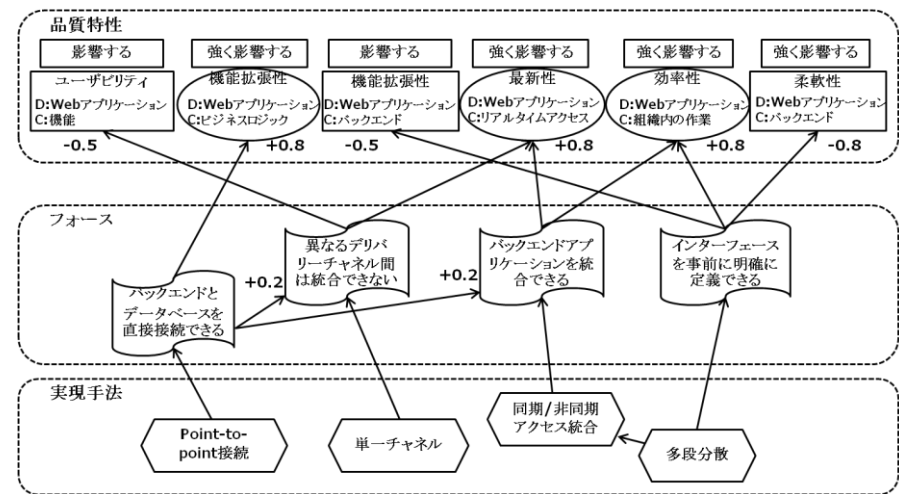 品質特性
影響する
強く影響する
影響する
強く影響する
強く影響する
強く影響する
ユーザビリティ
D:Webアプリケーション
C:機能
機能拡張性
D:Webアプリケーション
C:ビジネスロジック
機能拡張性
D:Webアプリケーション
C:バックエンド
最新性
D:Webアプリケーション
C:リアルタイムアクセス
効率性
D:Webアプリケーション
C:組織内の作業
柔軟性
D:Webアプリケーション
C:バックエンド
-0.5
+0.8
-0.5
+0.8
+0.8
-0.8
フォース
バックエンドと
データベースを
直接接続できる
+0.2
異なるデリバ
リーチャネル間
は統合できない
+0.2
バックエンドアプ
リケーションを統
合できる
インターフェース
を事前に明確に
定義できる
実現手法
Point-to-
point接続
単一チャネル
同期/非同期
アクセス統合
多段分散